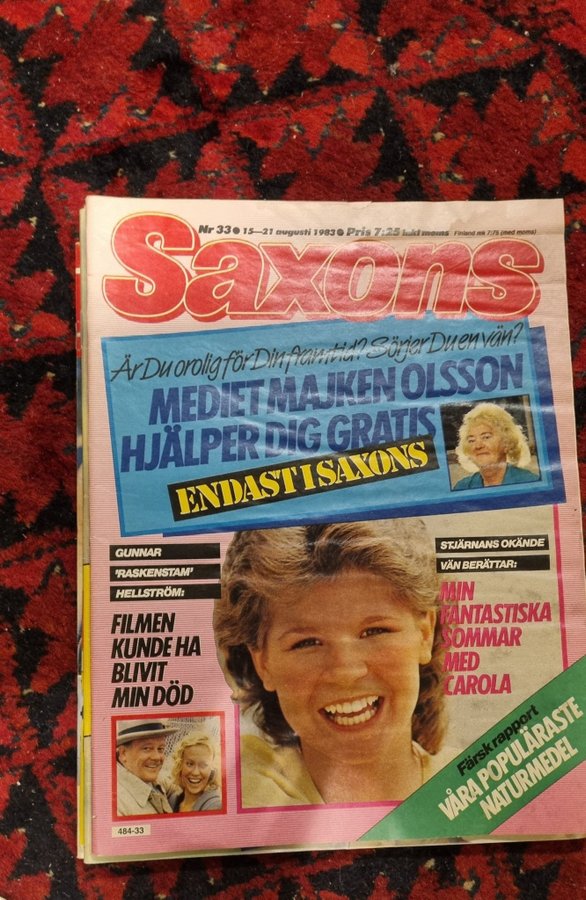 Nr 33 ● 15—21 augusti 1983 ● Pris 7:25 inkl moms Finland mk 7:75 (med moms)
Saxons
Är Du orolig för Din framtid? Sörjer Du en vän?
MEDIET MAJKEN OLSSON
HJÄLPER DIG GRATIS
ENDAST I SAXONS
GUNNAR
'RASKENSTAM'
HELLSTRÖM:
FILMEN
KUNDE HA
BLIVIT
MIN DÖD
STJÄRNANS OKÄNDE
VÄN BERÄTTAR:
MIN
FANTASTISKA
SOMMAR
MED
CAROLA
Färsk rapport
VÅRA POPULÄRASTE
NATURMEDEL
484-33